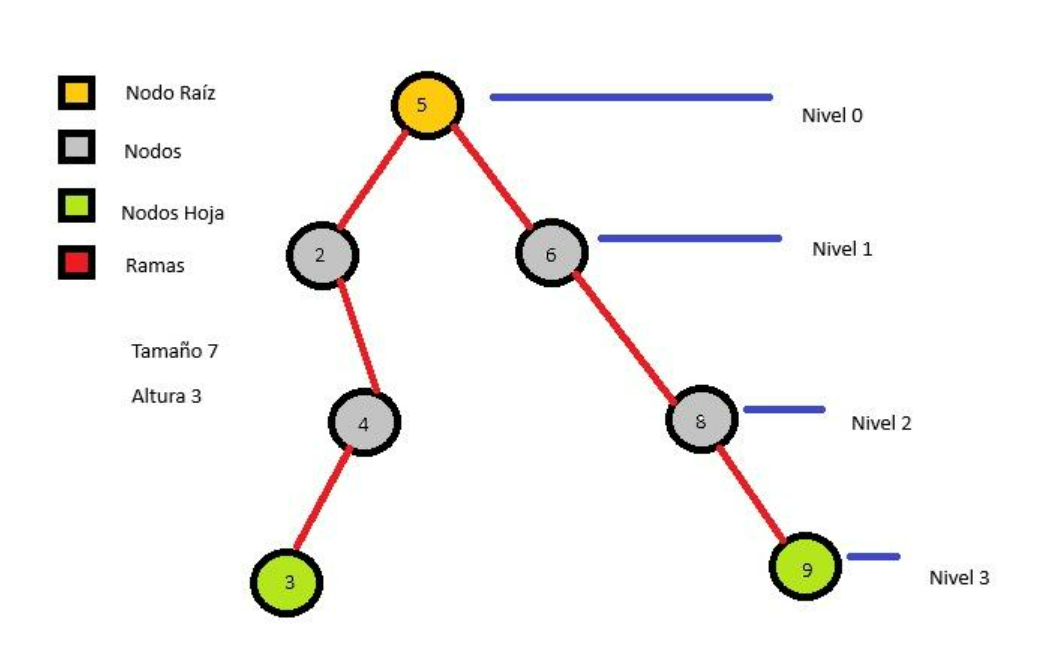 Nodo Raíz
Nodos
Nodos Hoja
Ramas
Tamaño 7
Altura 3
5
Nivel 0
2
6
Nivel 1
4
8
Nivel 2
3
9
Nivel 3